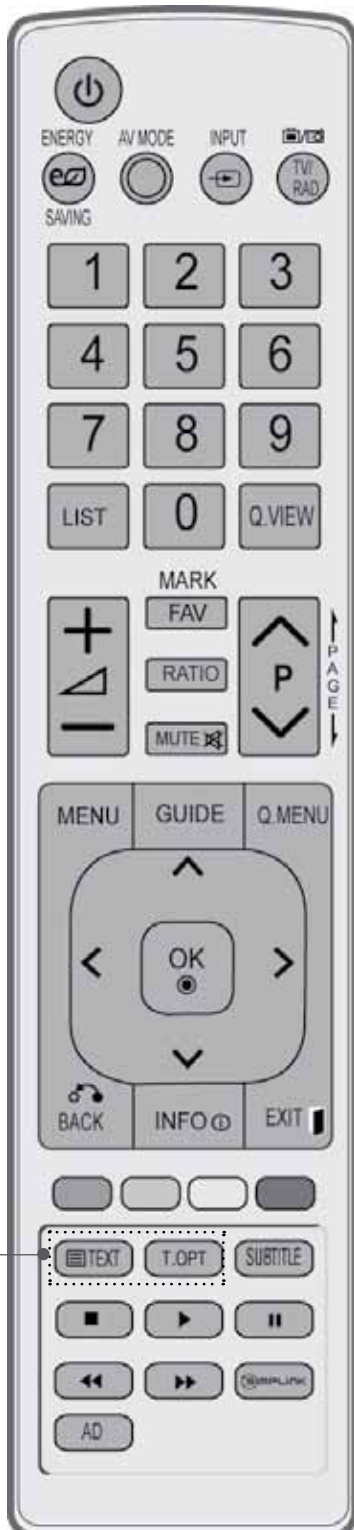 ENERGY AV MODE INPUT
TV/
RAD
SAVING
1 2 3
4 5 6
7 8 9
LIST 0 Q.VIEW
MARK
FAV
RATIO
P
PAGE
MUTE
MENU GUIDE Q.MENU
OK
BACK INFO EXIT
TEXT T.OPT SUBTITLE
SIMPLINK
AD